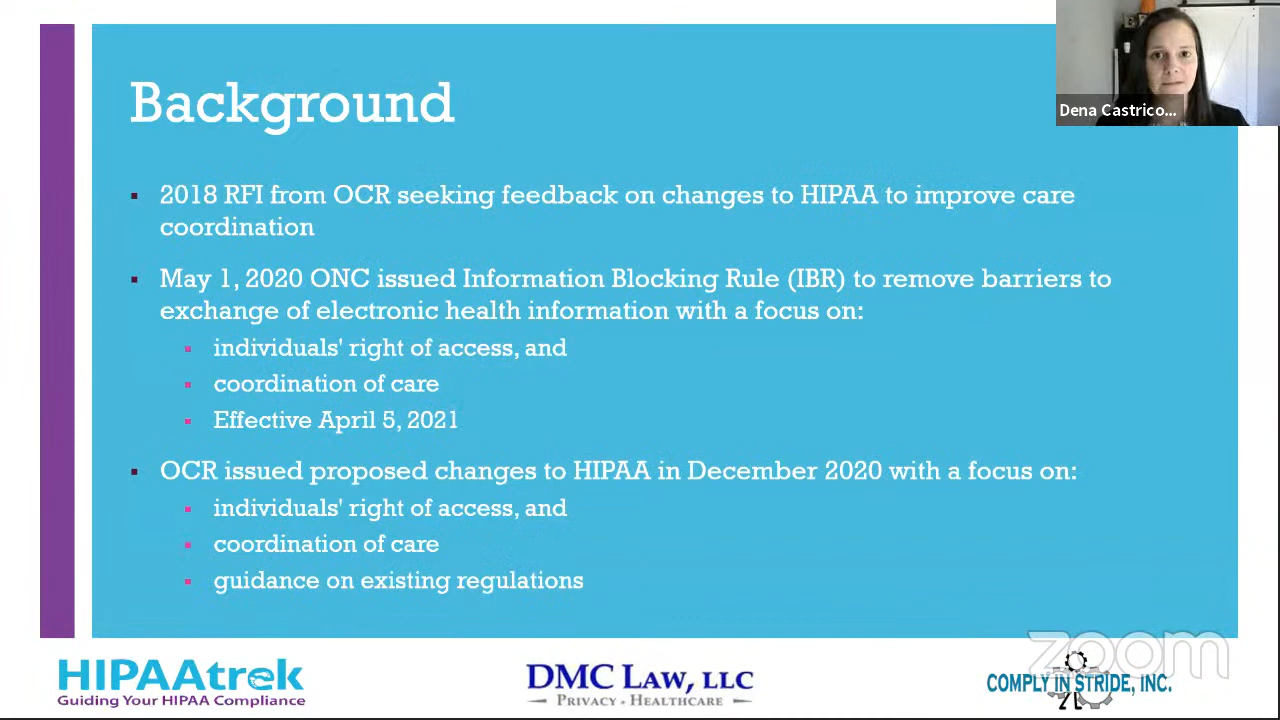 Background
Dena Castrico...
2018 RFI from OCR seeking feedback on changes to HIPAA to improve care
coordination
May 1, 2020 ONC issued Information Blocking Rule (IBR) to remove barriers to
exchange of electronic health information with a focus on:
individuals' right of access, and
coordination of care
Effective April 5, 2021
OCR issued proposed changes to HIPAA in December 2020 with a focus on:
individuals' right of access, and
coordination of care
guidance on existing regulations
zoom
HIPAAtrek
Guiding Your HIPAA Compliance
DMC LAW, LLC
PRIVACY - HEALTHCARE
COMPLY IN STRIDE, INC.